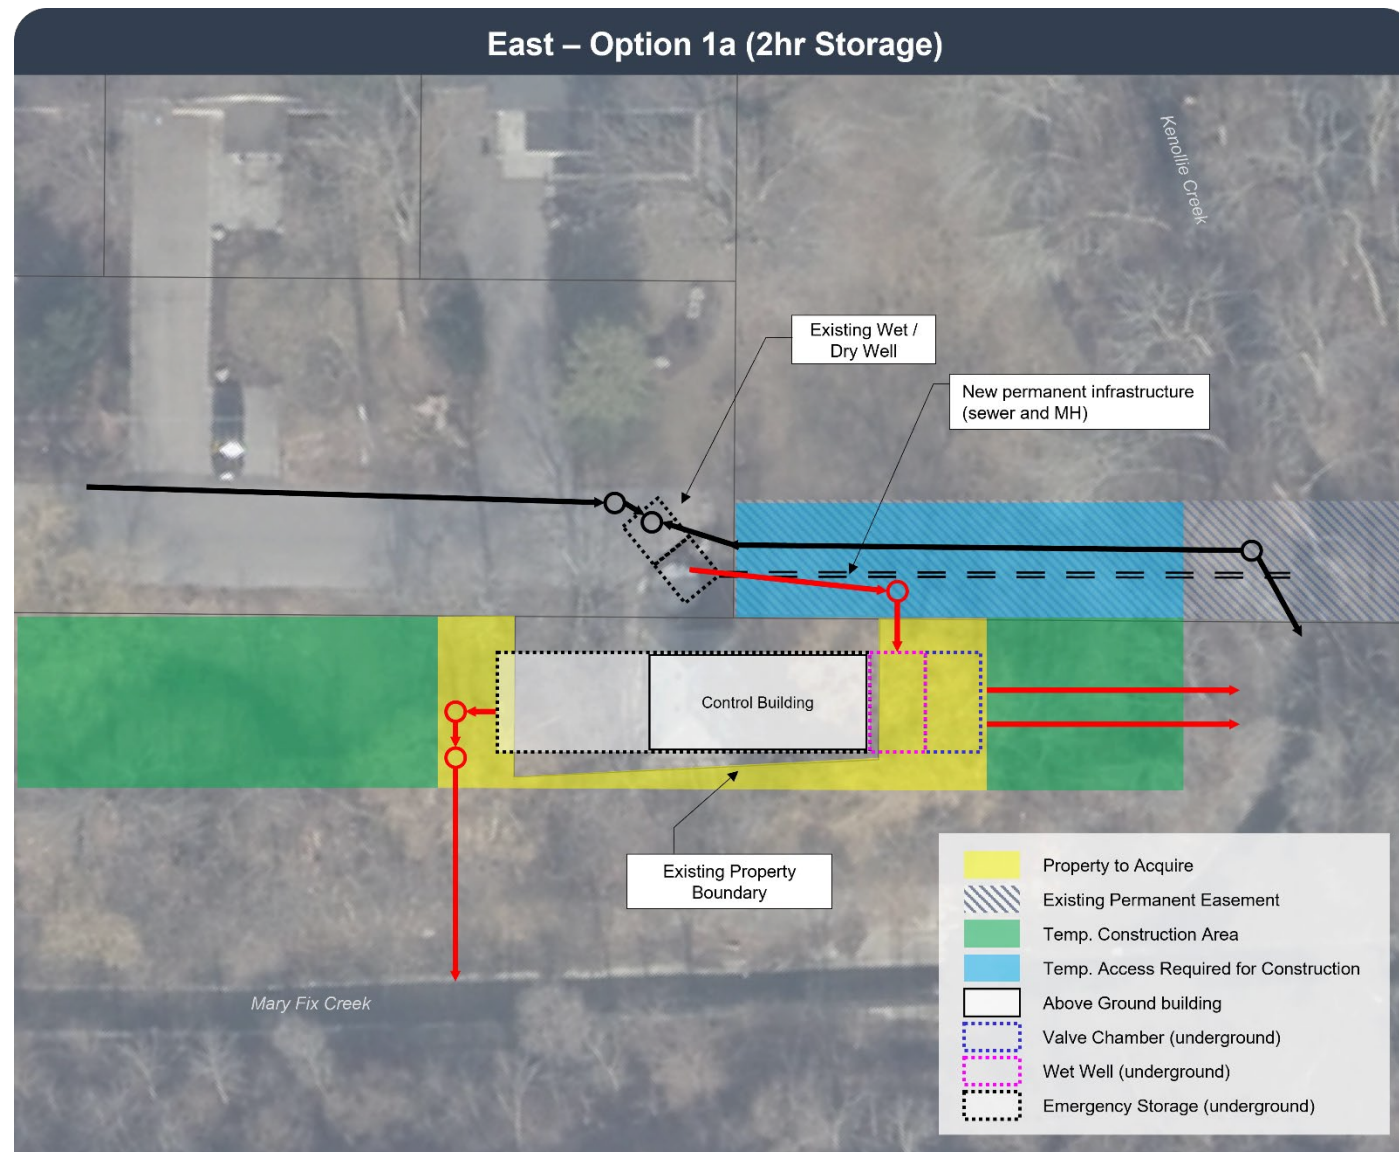 East – Option 1a (2hr Storage)
Kenollie Creek
Existing Wet /
Dry Well
New permanent infrastructure
(sewer and MH)
Control Building
Existing Property
Boundary
Mary Fix Creek
Property to Acquire
Existing Permanent Easement
Temp. Construction Area
Temp. Access Required for Construction
Above Ground building
Valve Chamber (underground)
Wet Well (underground)
Emergency Storage (underground)